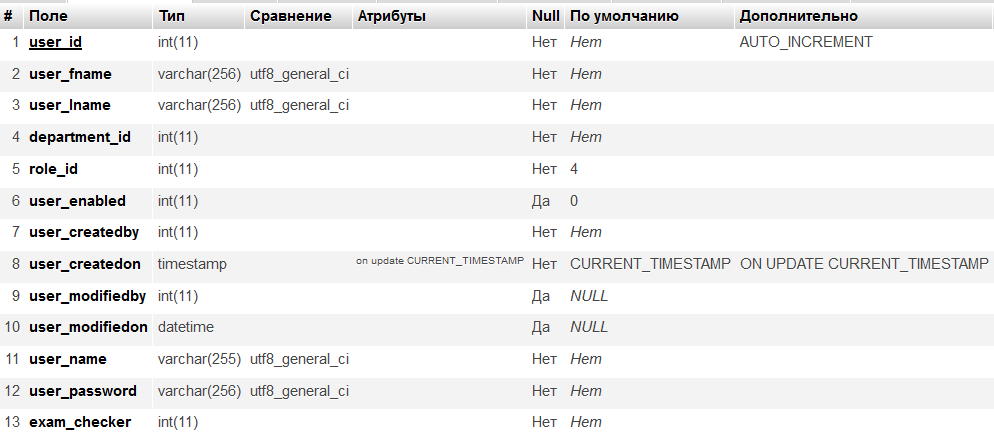 # Поле Тип Сравнение Атрибуты Null По умолчанию Дополнительно
1 user_id int(11) Нет Нет AUTO_INCREMENT
2 user_fname varchar(256) utf8_general_ci Нет Нет
3 user_lname varchar(256) utf8_general_ci Нет Нет
4 department_id int(11) Нет Нет
5 role_id int(11) Нет 4
6 user_enabled int(11) Да 0
7 user_createdby int(11) Нет Нет
8 user_createdon timestamp on update CURRENT_TIMESTAMP Нет CURRENT_TIMESTAMP ON UPDATE CURRENT_TIMESTAMP
9 user_modifiedby int(11) Да NULL
10 user_modifiedon datetime Да NULL
11 user_name varchar(255) utf8_general_ci Нет Нет
12 user_password varchar(256) utf8_general_ci Нет Нет
13 exam_checker int(11) Нет Нет